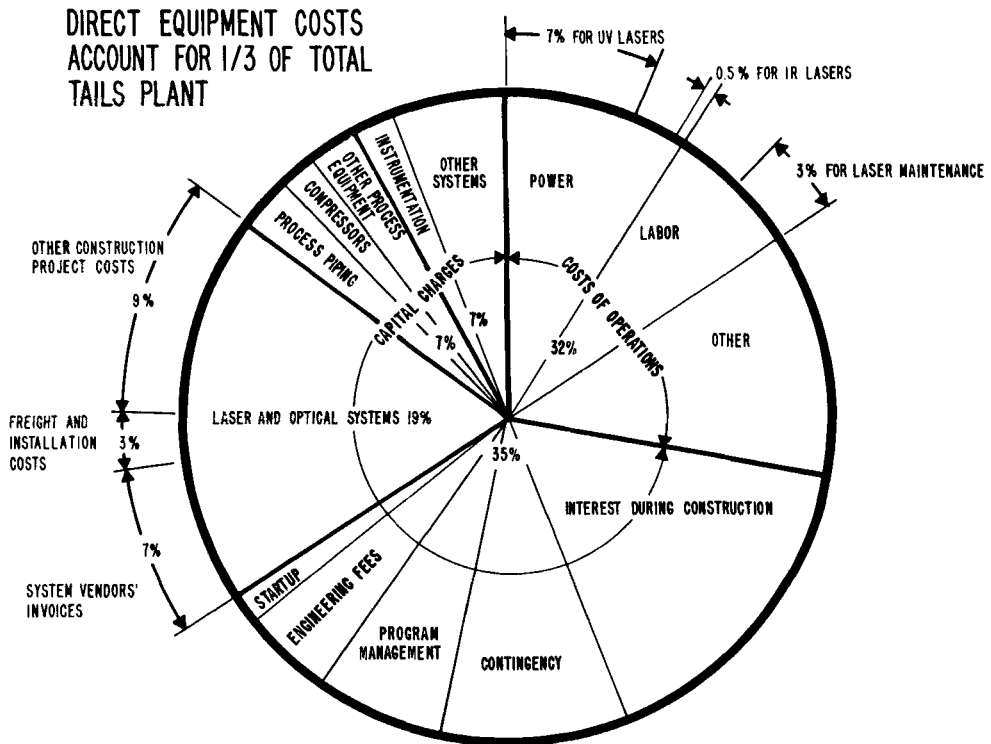 DIRECT EQUIPMENT COSTS
ACCOUNT FOR 1/3 OF TOTAL
TAILS PLANT
7% FOR UV LASERS
0.5% FOR IR LASERS
3% FOR LASER MAINTENANCE
OTHER CONSTRUCTION
PROJECT COSTS
9%
FREIGHT AND
INSTALLATION
COSTS
3%
7%
SYSTEM VENDORS'
INVOICES
PROCESS PIPING
COMPRESSORS
OTHER PROCESS
EQUIPMENT
INSTRUMENTATION
OTHER
SYSTEMS
POWER
LABOR
OTHER
CAPITAL CHARGES
COSTS OF OPERATIONS
7%
7%
32%
LASER AND OPTICAL SYSTEMS 19%
35%
INTEREST DURING CONSTRUCTION
STARTUP
ENGINEERING FEES
PROGRAM
MANAGEMENT
CONTINGENCY